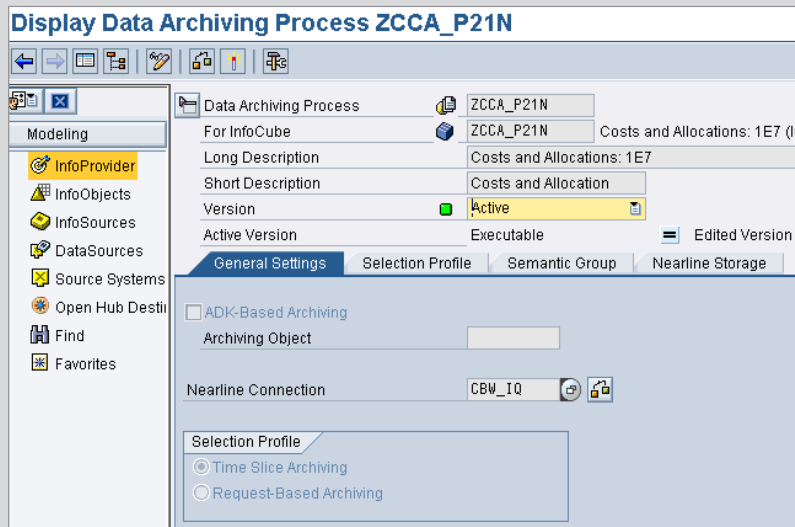 Display Data Archiving Process ZCCA_P21N
Modeling
InfoProvider
InfoObjects
InfoSources
DataSources
Source Systems
Open Hub Desti
Find
Favorites
Data Archiving Process ZCCA_P21N
For InfoCube ZCCA_P21N Costs and Allocations: 1E7 (I
Long Description Costs and Allocations: 1E7
Short Description Costs and Allocation
Version Active
Active Version Executable = Edited Version
General Settings Selection Profile Semantic Group Nearline Storage
ADK-Based Archiving
Archiving Object
Nearline Connection CBW_IQ
Selection Profile
Time Slice Archiving
Request-Based Archiving